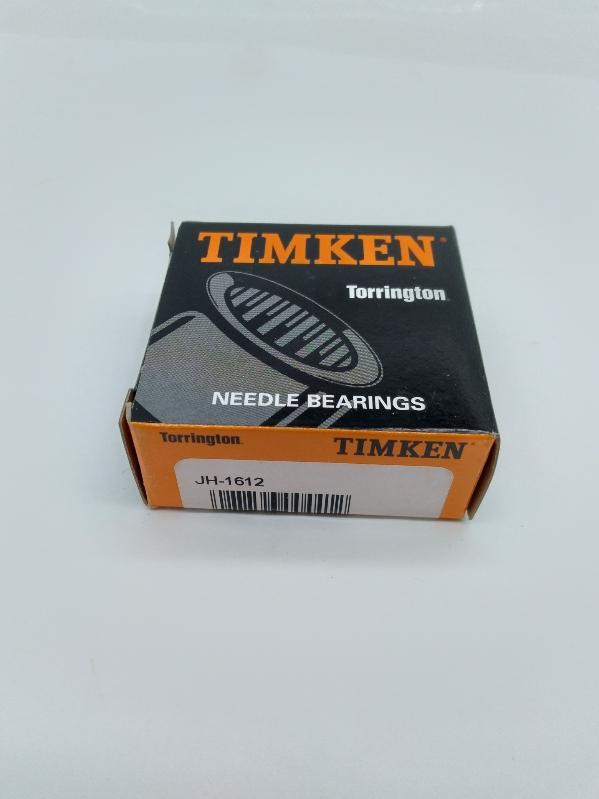 TIMKEN
Torrington
NEEDLE BEARINGS
Torrington TIMKEN
JH-1612